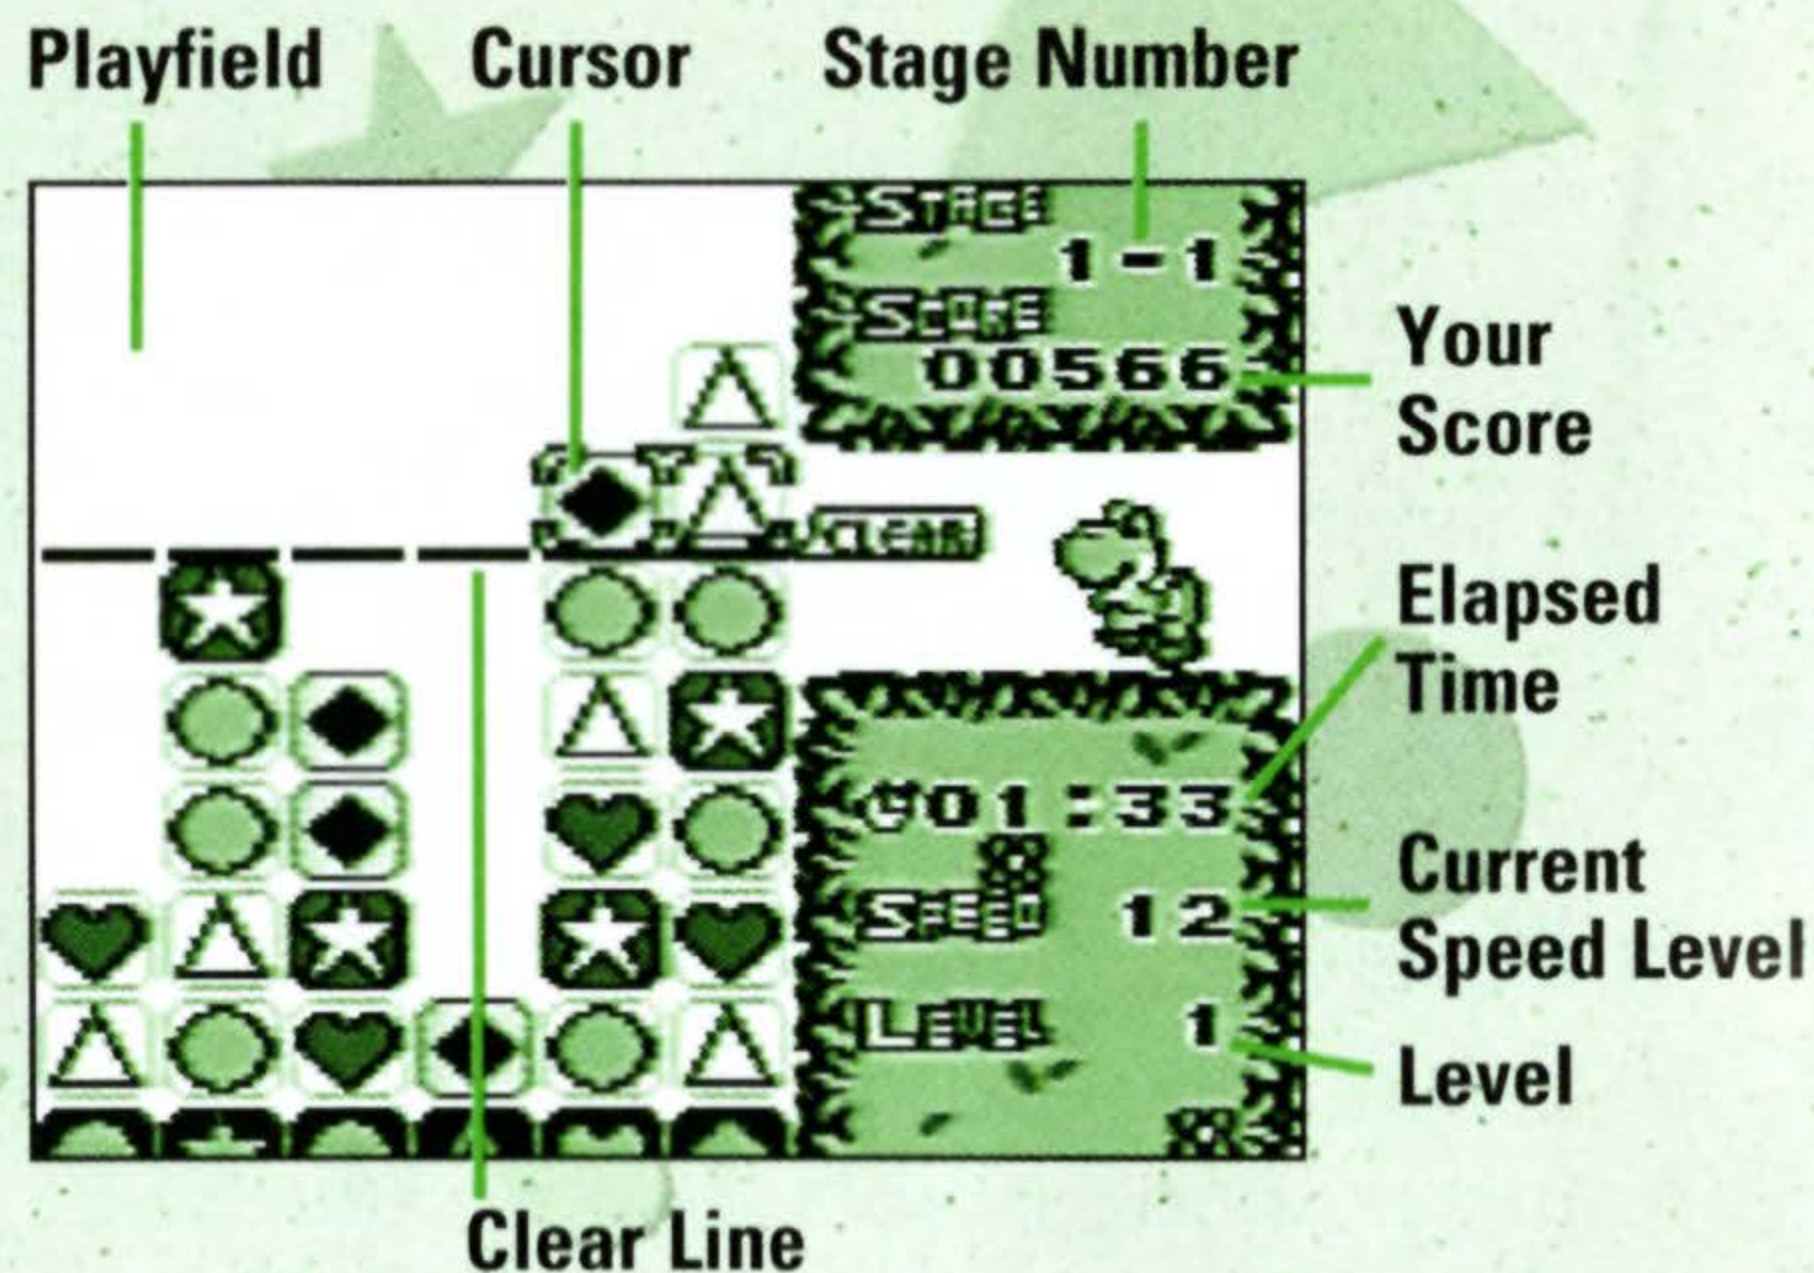 Playfield
Cursor
Stage Number
STAGE
1-1
SCORE
00566
Your
Score
CLEAR
Elapsed
Time
01:33
Current
Speed Level
SPEED 12
LEVEL 1
Level
Clear Line